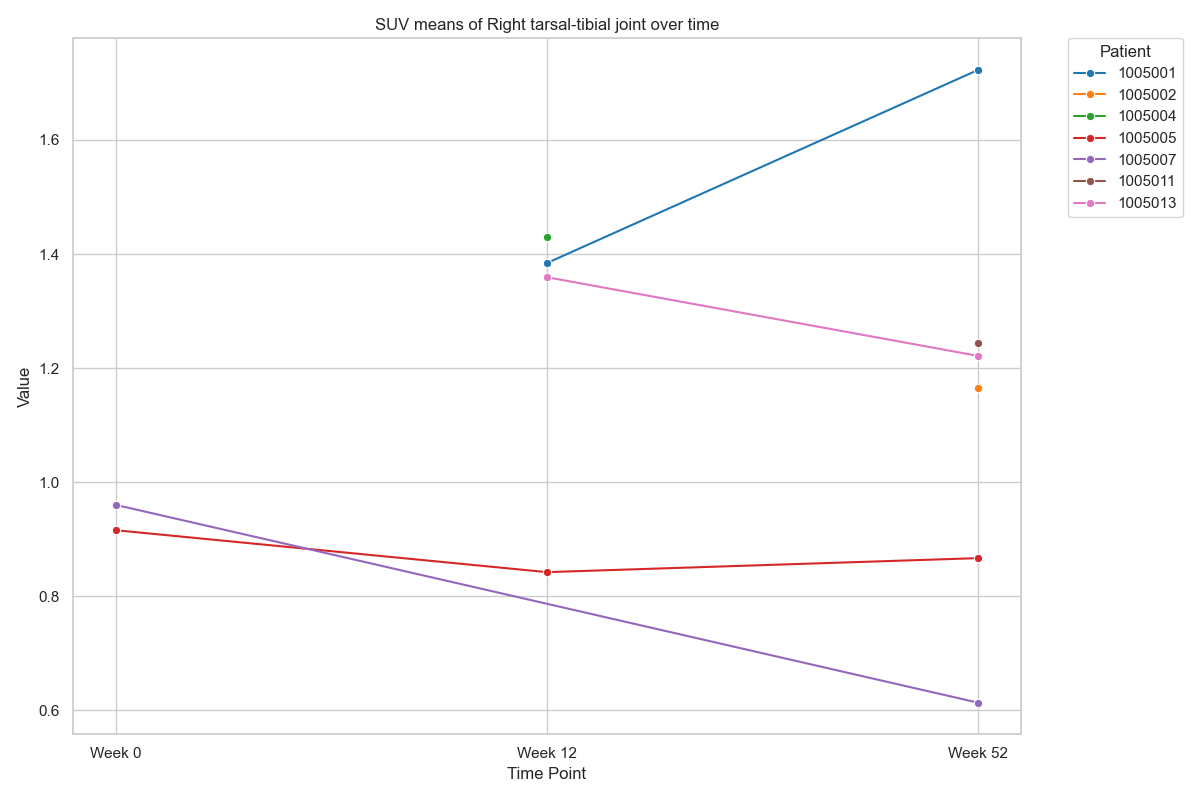 SUV means of Right tarsal-tibial joint over time
Patient
1005001
1005002
1005004
1005005
1005007
1005011
1005013
Value
1.6
1.4
1.2
1.0
0.8
0.6
Week 0
Week 12
Week 52
Time Point